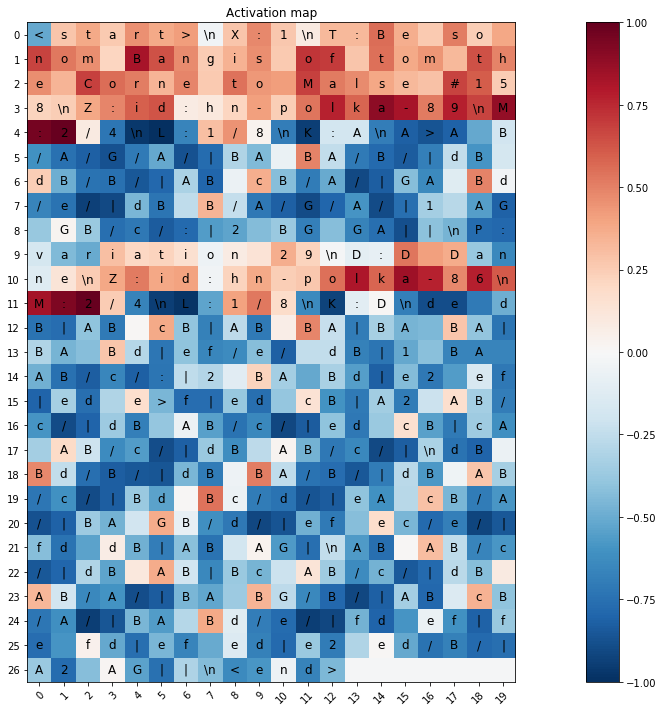 Activation map
0 < s t a r t > \n X : 1 \n T : B e s o
1 n o m B a n g i s o f t o m t h
2 e C o r n e t o M a l s e # 1 5
3 8 \n Z : i d : h n - p o l k a - 8 9 \n M
4 : 2 / 4 \n L : 1 / 8 \n K : A \n A > A B
5 / A / G / A / | B A B A / B / | d B
6 d B / B / | A B c B / A / | G A B d
7 / e / | d B B / A / G / A / | 1 A G
8 G B / c / : | 2 B G G A | | \n P :
9 v a r i a t i o n 2 9 \n D : D D a n
10 n e \n Z : i d : h n - p o l k a - 8 6 \n
11 M : 2 / 4 \n L : 1 / 8 \n K : D \n d e d
12 B | A B c B | A B B A | B A B A |
13 B A B d | e f / e / d B | 1 B A
14 A B / c / : | 2 B A B d | e 2 e f
15 | e d e > f | e d c B | A 2 A B /
16 c / | d B A B / c / | e d c B | c A
17 A B / c / | d B A B / c / | \n d B
18 B d / B / | d B B A / B / | d B A B
19 / c / | B d B c / d / | e A c B / A
20 / | B A G B / d / | e f e c / e / |
21 f d d B | A B A G | \n A B A B / c
22 / | d B A B | B c A B / c / | d B
23 A B / A / | B A B G / B / | A B c B
24 / A / | B A B d / e / | f d e f | f
25 e f d | e f e d | e 2 e d / B / |
26 A 2 A G | | \n < e n d >
0 1 2 3 4 5 6 7 8 9 10 11 12 13 14 15 16 17 18 19
1.00
0.75
0.50
0.25
0.00
−0.25
−0.50
−0.75
−1.00